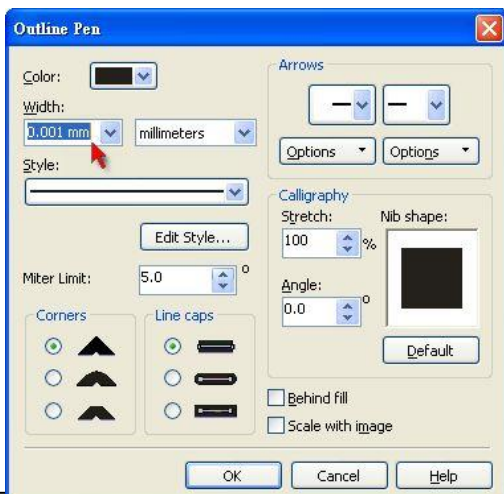 Outline Pen
Color:
Width:
0.001 mm
millimeters
Style:
Edit Style...
Miter Limit:
5.0
o
Corners
Line caps
Arrows
Options
Options
Calligraphy
Stretch:
Nib shape:
100
%
Angle:
0.0
o
Default
Behind fill
Scale with image
OK
Cancel
Help